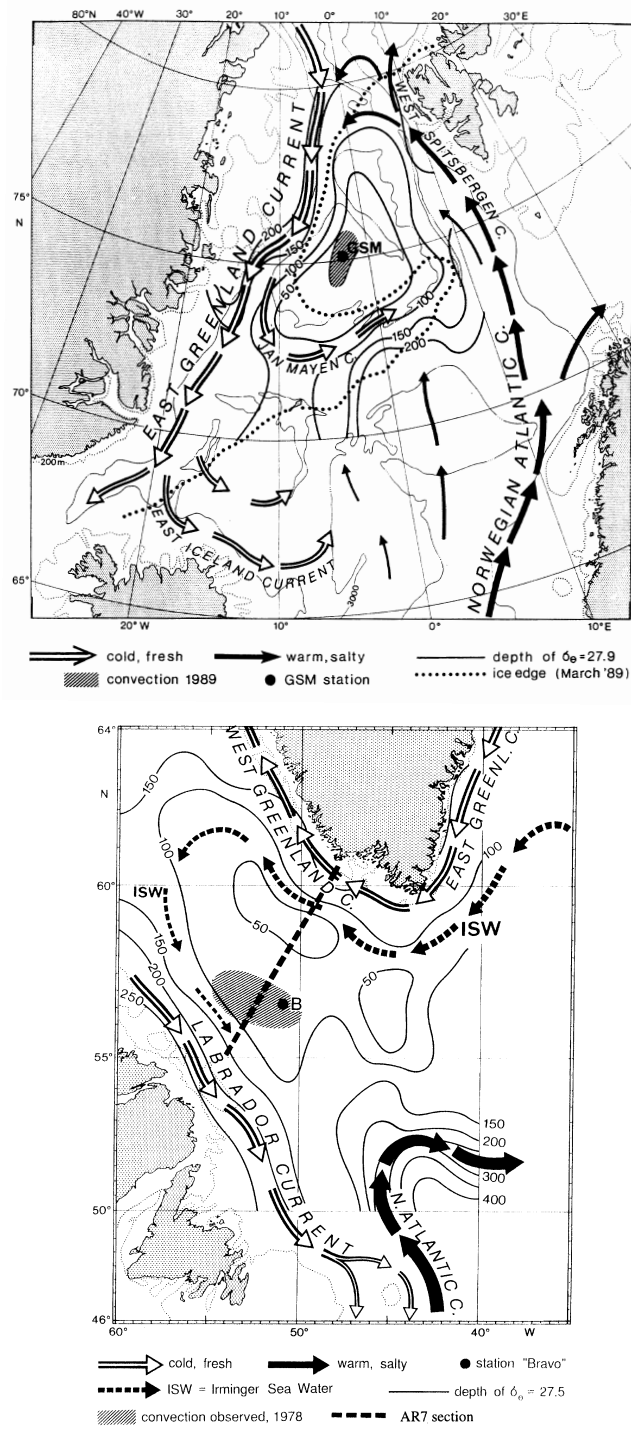 80°N 40° 30° 20° 10° 0° 10° 20° 30°E
75°
N
70°
65°
EAST GREENLAND CURRENT
WEST SPITSBERGEN C.
200
150
100
50
GSM
100
150
200
JAN MAYEN C.
NORWEGIAN ATLANTIC C.
200m
EAST ICELAND CURRENT
3000
20°W 10° 0° 10°E
cold, fresh warm, salty depth of σθ=27.9
convection 1989 GSM station ice edge (March '89)
64°
N
60°
55°
50°
46°
150
WEST GREENLAND C.
EAST GREENL. C.
100
100
ISW
ISW
50
150
200
250
50
B
LABRADOR CURRENT
150
200
300
400
N. ATLANTIC C.
60° 50° 40° W
cold, fresh warm, salty station "Bravo"
ISW = Irminger Sea Water depth of σθ = 27.5
convection observed, 1978 AR7 section